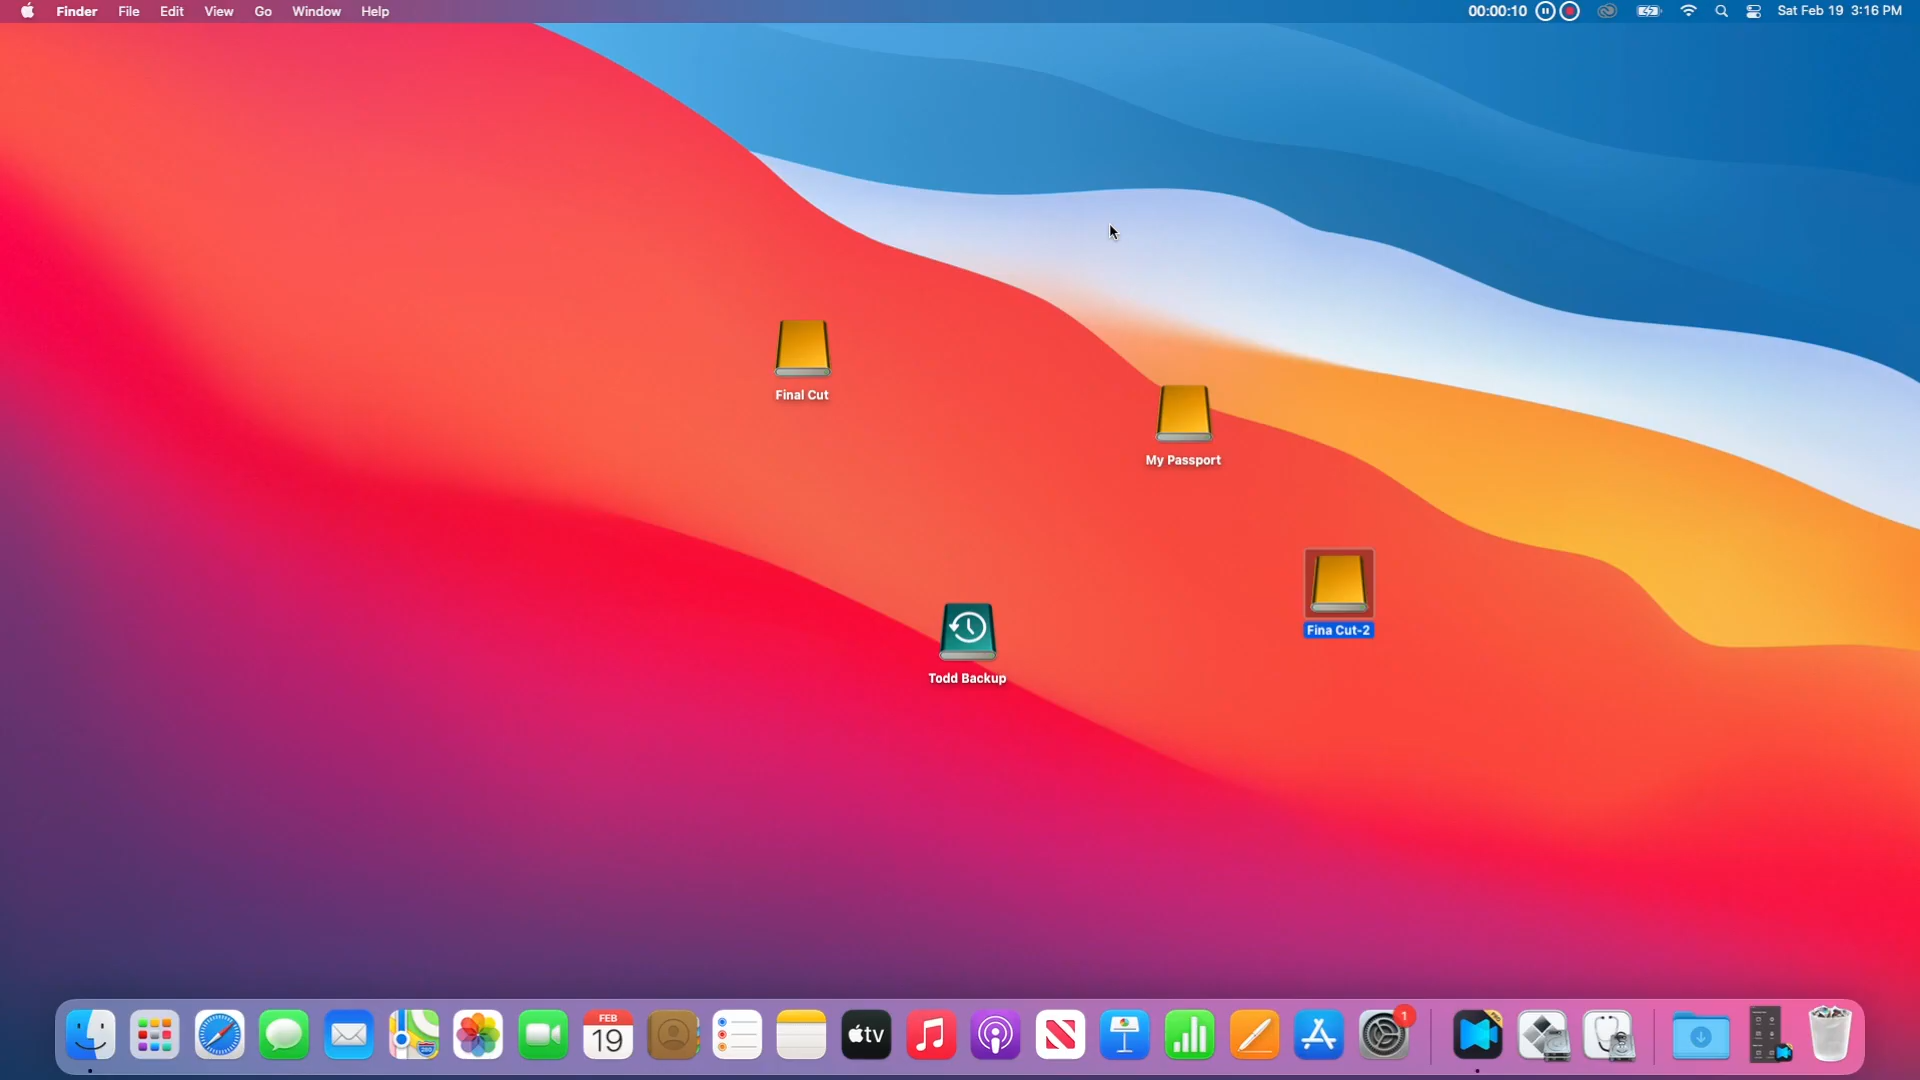 Finder File Edit View Go Window Help 00:00:10 Sat Feb 19 3:16 PM
Final Cut
My Passport
Fina Cut-2
Todd Backup
FEB
19
tv
1